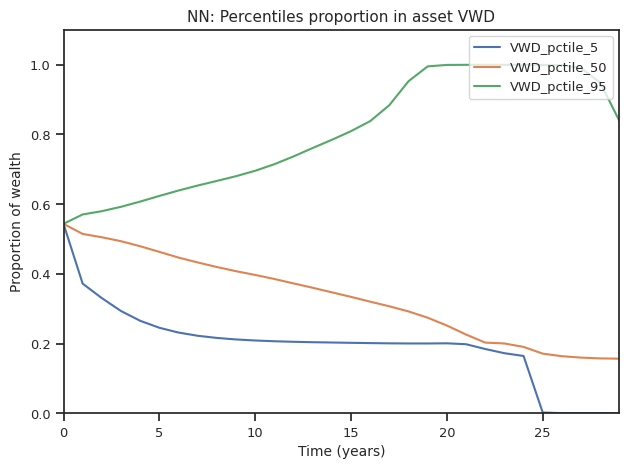 NN: Percentiles proportion in asset VWD
VWD_pctile_5
VWD_pctile_50
VWD_pctile_95
Proportion of wealth
1.0
0.8
0.6
0.4
0.2
0.0
0 5 10 15 20 25
Time (years)